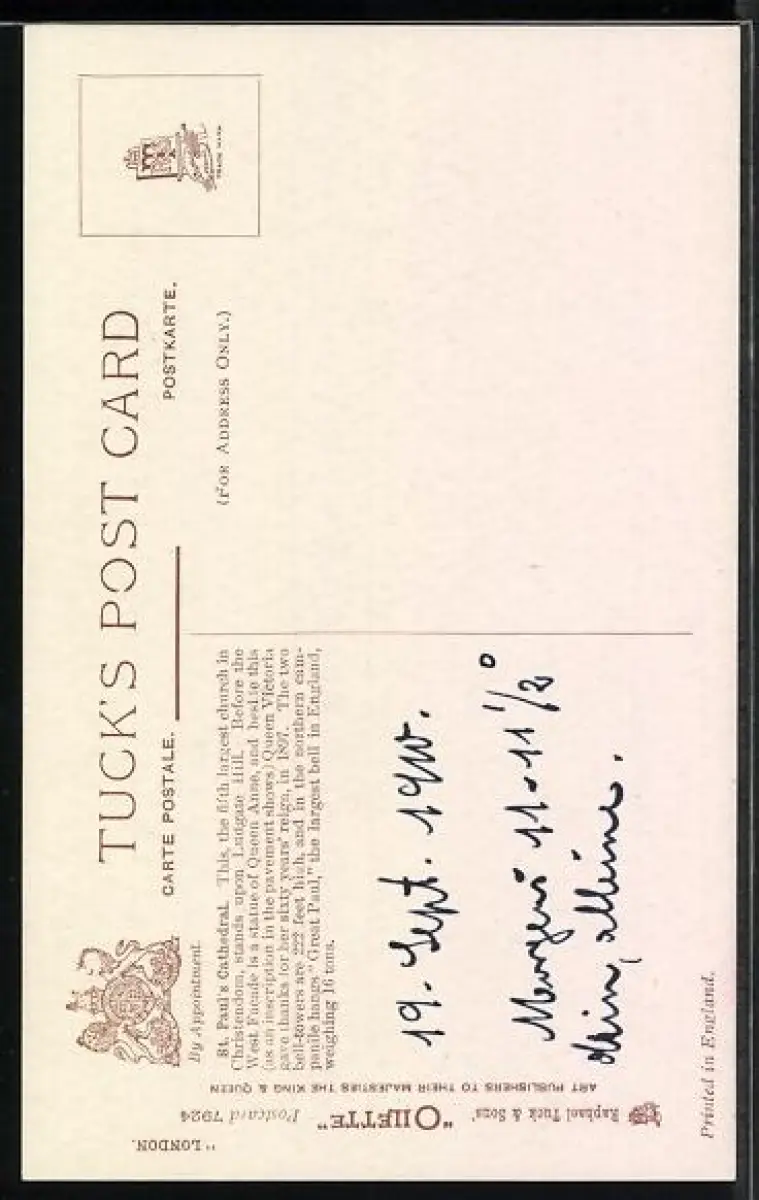 TUCK'S POST CARD
CARTE POSTALE. POSTKARTE.
By Appointment.
(FOR ADDRESS ONLY.)
TRADE MARK
St. Paul's Cathedral. This, the fifth largest church in
Christendom, stands upon Ludgate Hill. Before the
West Facade is a statue of Queen Anne, and beside this
(as an inscription in the pavement shows) Queen Victoria
gave thanks for her sixty years' reign, in 1897. The two
bell-towers are 222 feet high, and in the northern cam-
panile hangs "Great Paul," the largest bell in England,
weighing 16 tons.
19. Sept. 1910.
Morgens 11-11 1/2°
drin, alleine.
"LONDON."
Postcard 7924
Raphael Tuck & Sons' "OILETTE"
ART PUBLISHERS TO THEIR MAJESTIES THE KING & QUEEN
Printed in England.